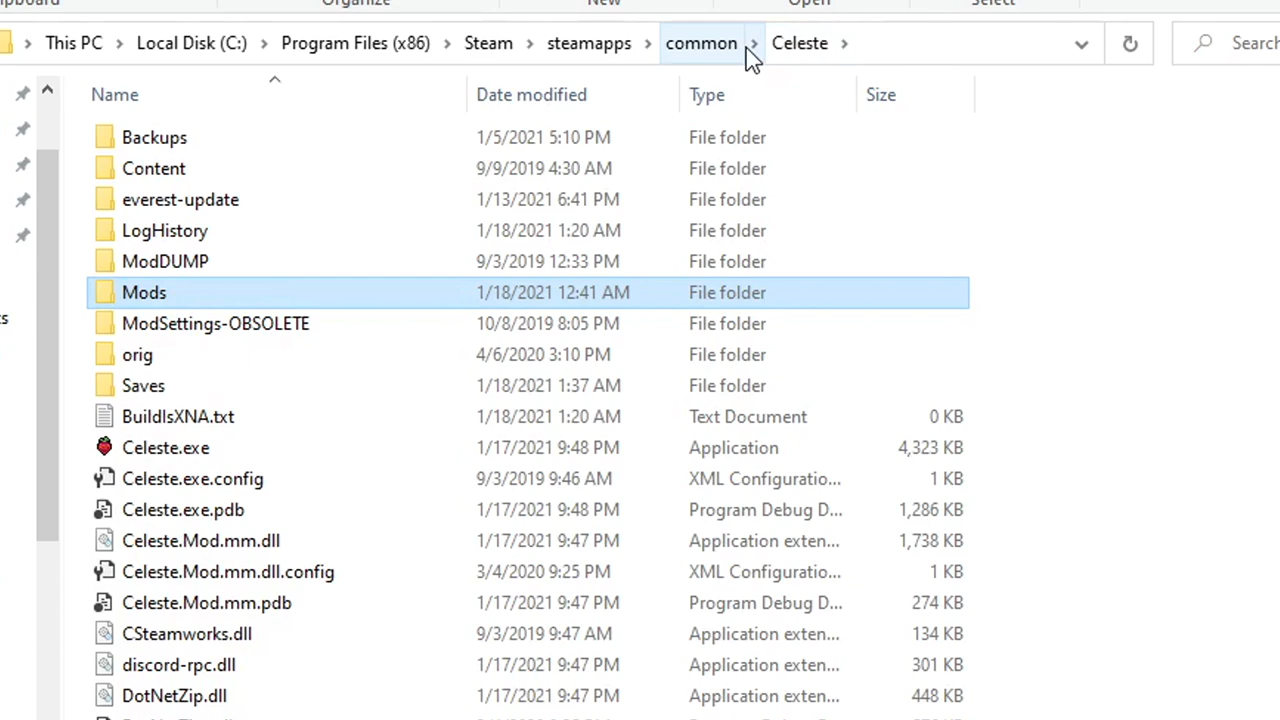 Organize New Open Select
This PC Local Disk (C:) Program Files (x86) Steam steamapps common Celeste
Name Date modified Type Size
Backups 1/5/2021 5:10 PM File folder
Content 9/9/2019 4:30 AM File folder
everest-update 1/13/2021 6:41 PM File folder
LogHistory 1/18/2021 1:20 AM File folder
ModDUMP 9/3/2019 12:33 PM File folder
Mods 1/18/2021 12:41 AM File folder
ModSettings-OBSOLETE 10/8/2019 8:05 PM File folder
orig 4/6/2020 3:10 PM File folder
Saves 1/18/2021 1:37 AM File folder
BuildIsXNA.txt 1/18/2021 1:20 AM Text Document 0 KB
Celeste.exe 1/17/2021 9:48 PM Application 4,323 KB
Celeste.exe.config 9/3/2019 9:46 AM XML Configuratio... 1 KB
Celeste.exe.pdb 1/17/2021 9:48 PM Program Debug D... 1,286 KB
Celeste.Mod.mm.dll 1/17/2021 9:47 PM Application exten... 1,738 KB
Celeste.Mod.mm.dll.config 3/4/2020 9:25 PM XML Configuratio... 1 KB
Celeste.Mod.mm.pdb 1/17/2021 9:47 PM Program Debug D... 274 KB
CSteamworks.dll 9/3/2019 9:47 AM Application exten... 134 KB
discord-rpc.dll 1/17/2021 9:47 PM Application exten... 301 KB
DotNetZip.dll 1/17/2021 9:47 PM Application exten... 448 KB